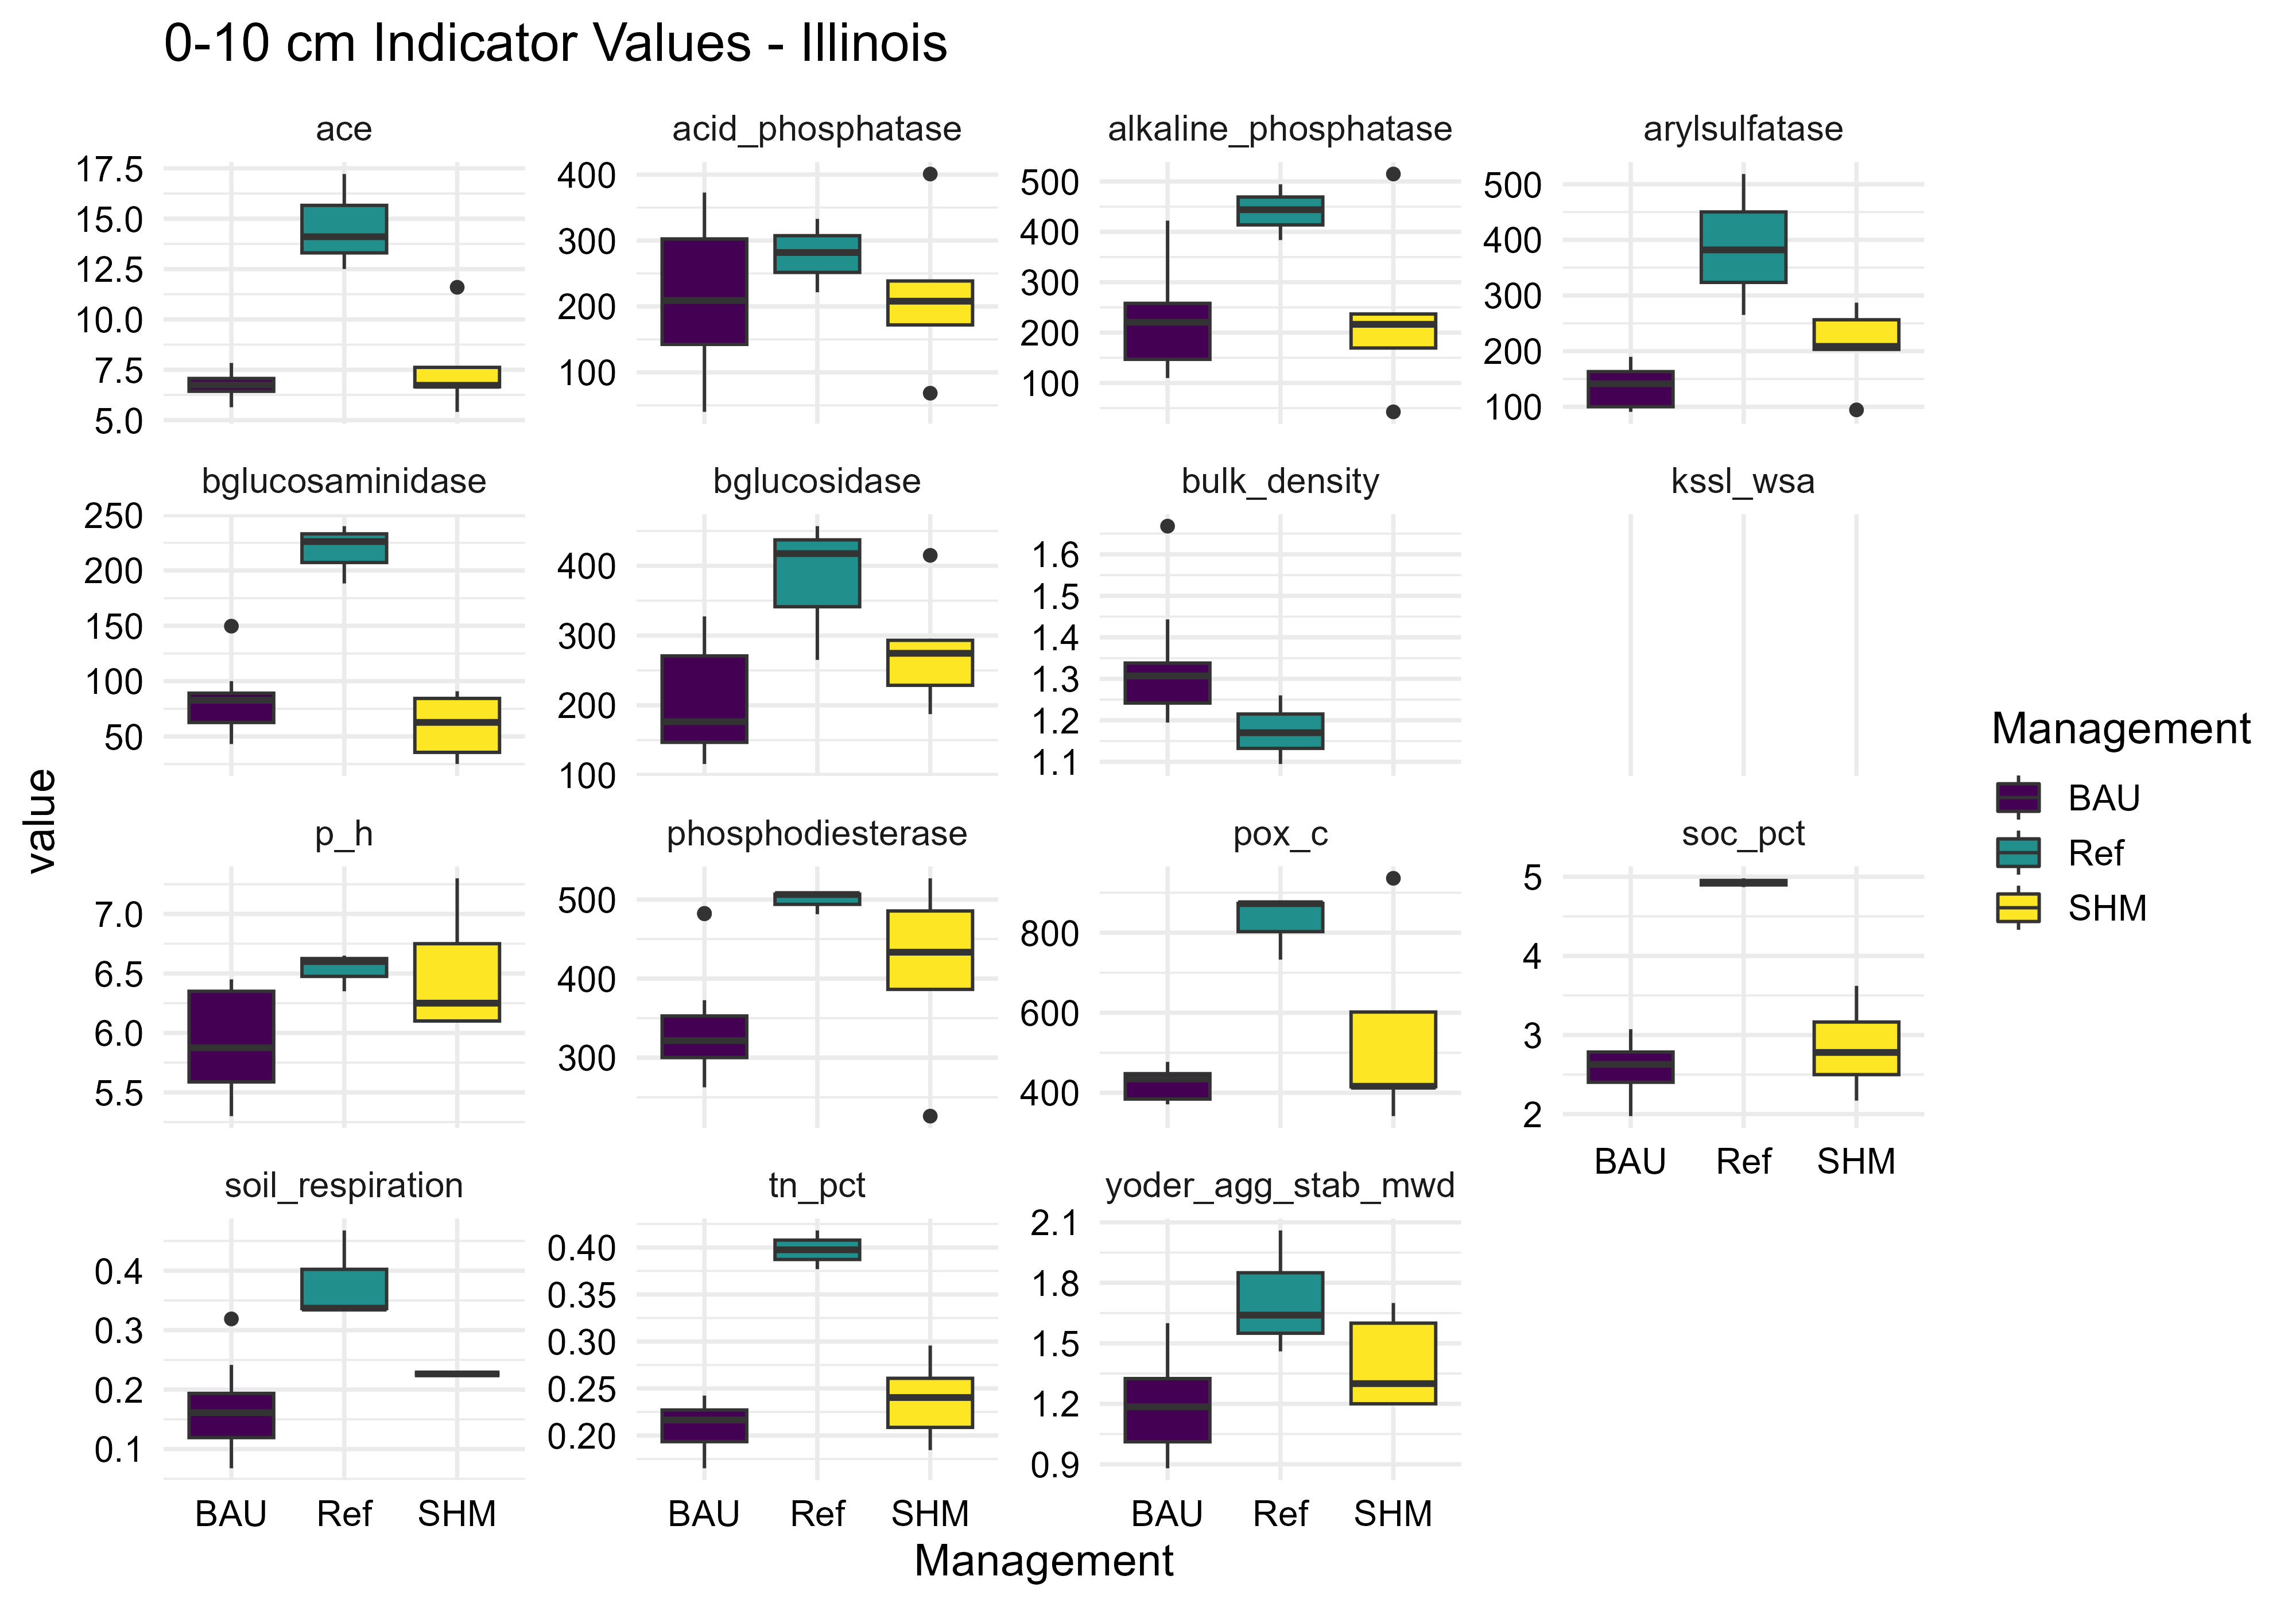 0-10 cm Indicator Values - Illinois
ace
acid_phosphatase
alkaline_phosphatase
arylsulfatase
17.5
15.0
12.5
10.0
7.5
5.0
400
300
200
100
500
400
300
200
100
500
400
300
200
100
bglucosaminidase
bglucosidase
bulk_density
kssl_wsa
250
200
150
100
50
400
300
200
100
1.6
1.5
1.4
1.3
1.2
1.1
p_h
phosphodiesterase
pox_c
soc_pct
7.0
6.5
6.0
5.5
500
400
300
800
600
400
5
4
3
2
BAU Ref SHM
soil_respiration
tn_pct
yoder_agg_stab_mwd
0.4
0.3
0.2
0.1
0.40
0.35
0.30
0.25
0.20
2.1
1.8
1.5
1.2
0.9
BAU Ref SHM
BAU Ref SHM
BAU Ref SHM
Management
value
Management
BAU
Ref
SHM